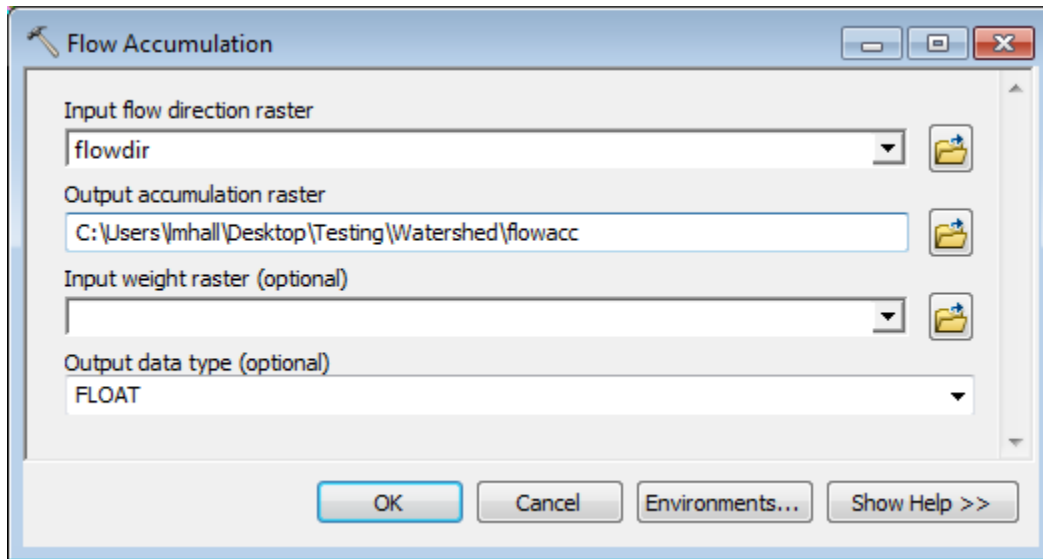 Flow Accumulation
Input flow direction raster
flowdir
Output accumulation raster
C:\Users\lmhall\Desktop\Testing\Watershed\flowacc
Input weight raster (optional)
Output data type (optional)
FLOAT
OK Cancel Environments... Show Help >>